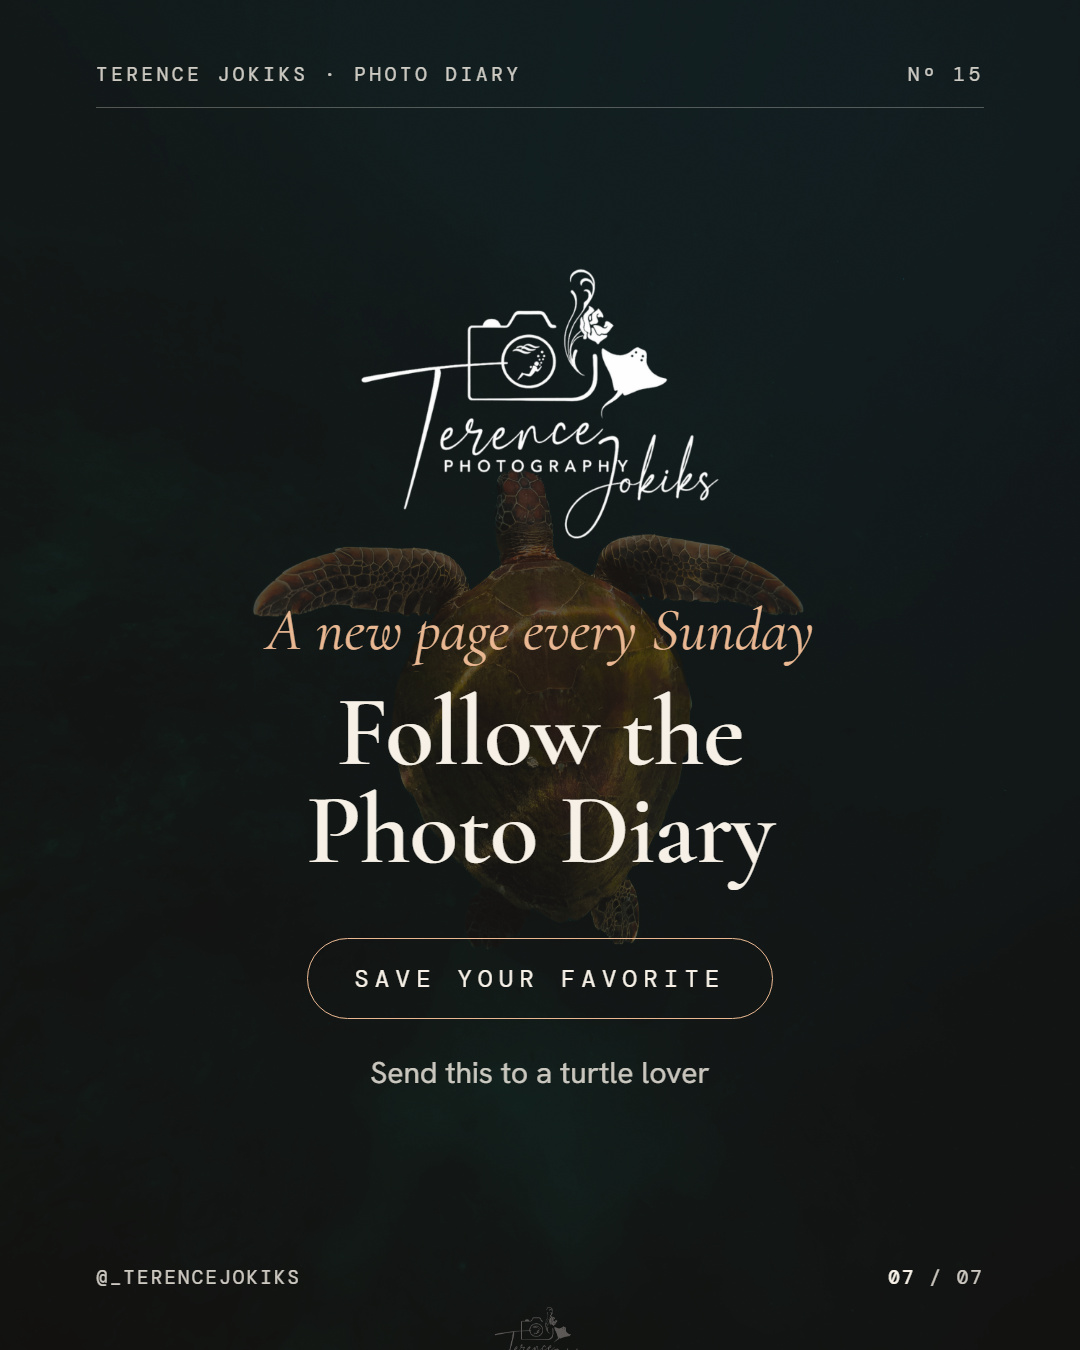 TERENCE JOKIKS · PHOTO DIARY
Nº 15
Terence
PHOTOGRAPHY
Jokiks
A new page every Sunday
Follow the
Photo Diary
SAVE YOUR FAVORITE
Send this to a turtle lover
@_TERENCEJOKIKS
07 / 07
Terence